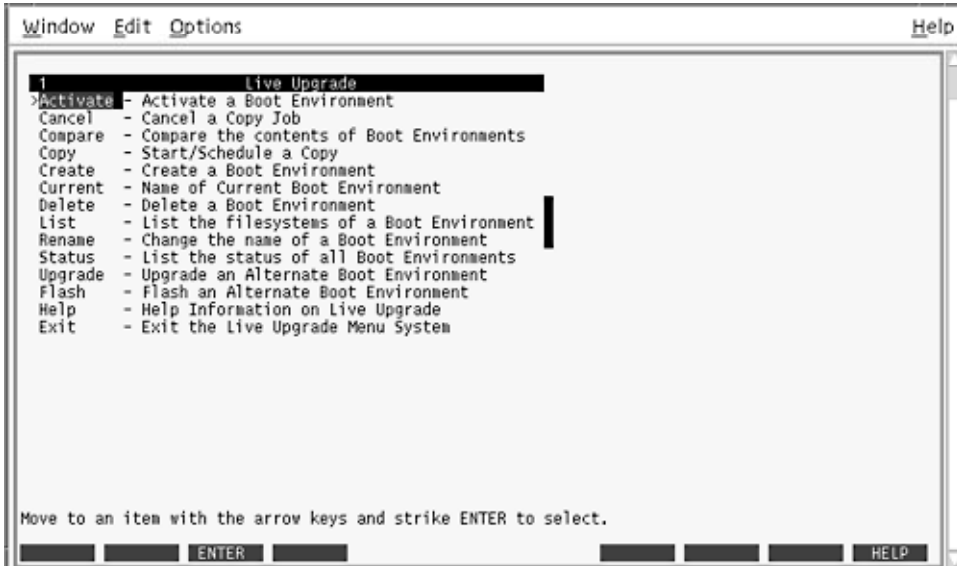 Window Edit Options Help
1 Live Upgrade
>Activate - Activate a Boot Environment
Cancel - Cancel a Copy Job
Compare - Compare the contents of Boot Environments
Copy - Start/Schedule a Copy
Create - Create a Boot Environment
Current - Name of Current Boot Environment
Delete - Delete a Boot Environment
List - List the filesystems of a Boot Environment
Rename - Change the name of a Boot Environment
Status - List the status of all Boot Environments
Upgrade - Upgrade an Alternate Boot Environment
Flash - Flash an Alternate Boot Environment
Help - Help Information on Live Upgrade
Exit - Exit the Live Upgrade Menu System
Move to an item with the arrow keys and strike ENTER to select.
ENTER HELP